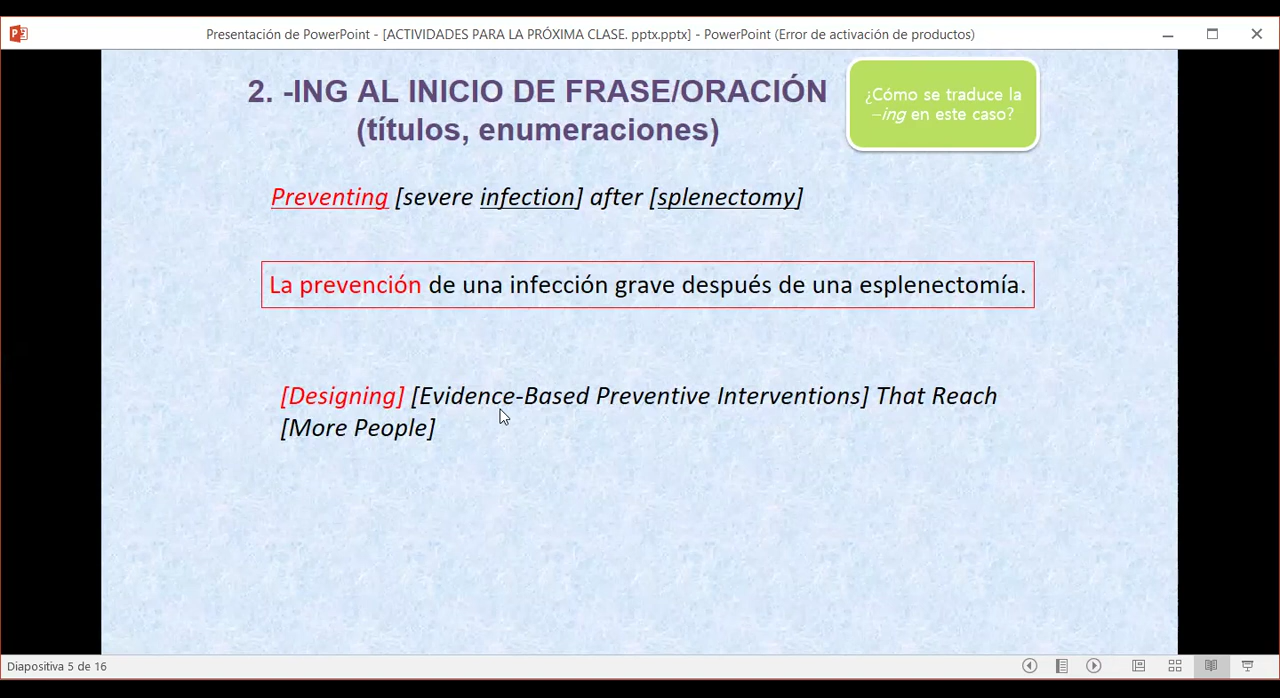 Presentación de PowerPoint - [ACTIVIDADES PARA LA PRÓXIMA CLASE. pptx.pptx] - PowerPoint (Error de activación de productos)
2. -ING AL INICIO DE FRASE/ORACIÓN
(títulos, enumeraciones)
¿Cómo se traduce la
–ing en este caso?
Preventing [severe infection] after [splenectomy]
La prevención de una infección grave después de una esplenectomía.
[Designing] [Evidence-Based Preventive Interventions] That Reach
[More People]
Diapositiva 5 de 16